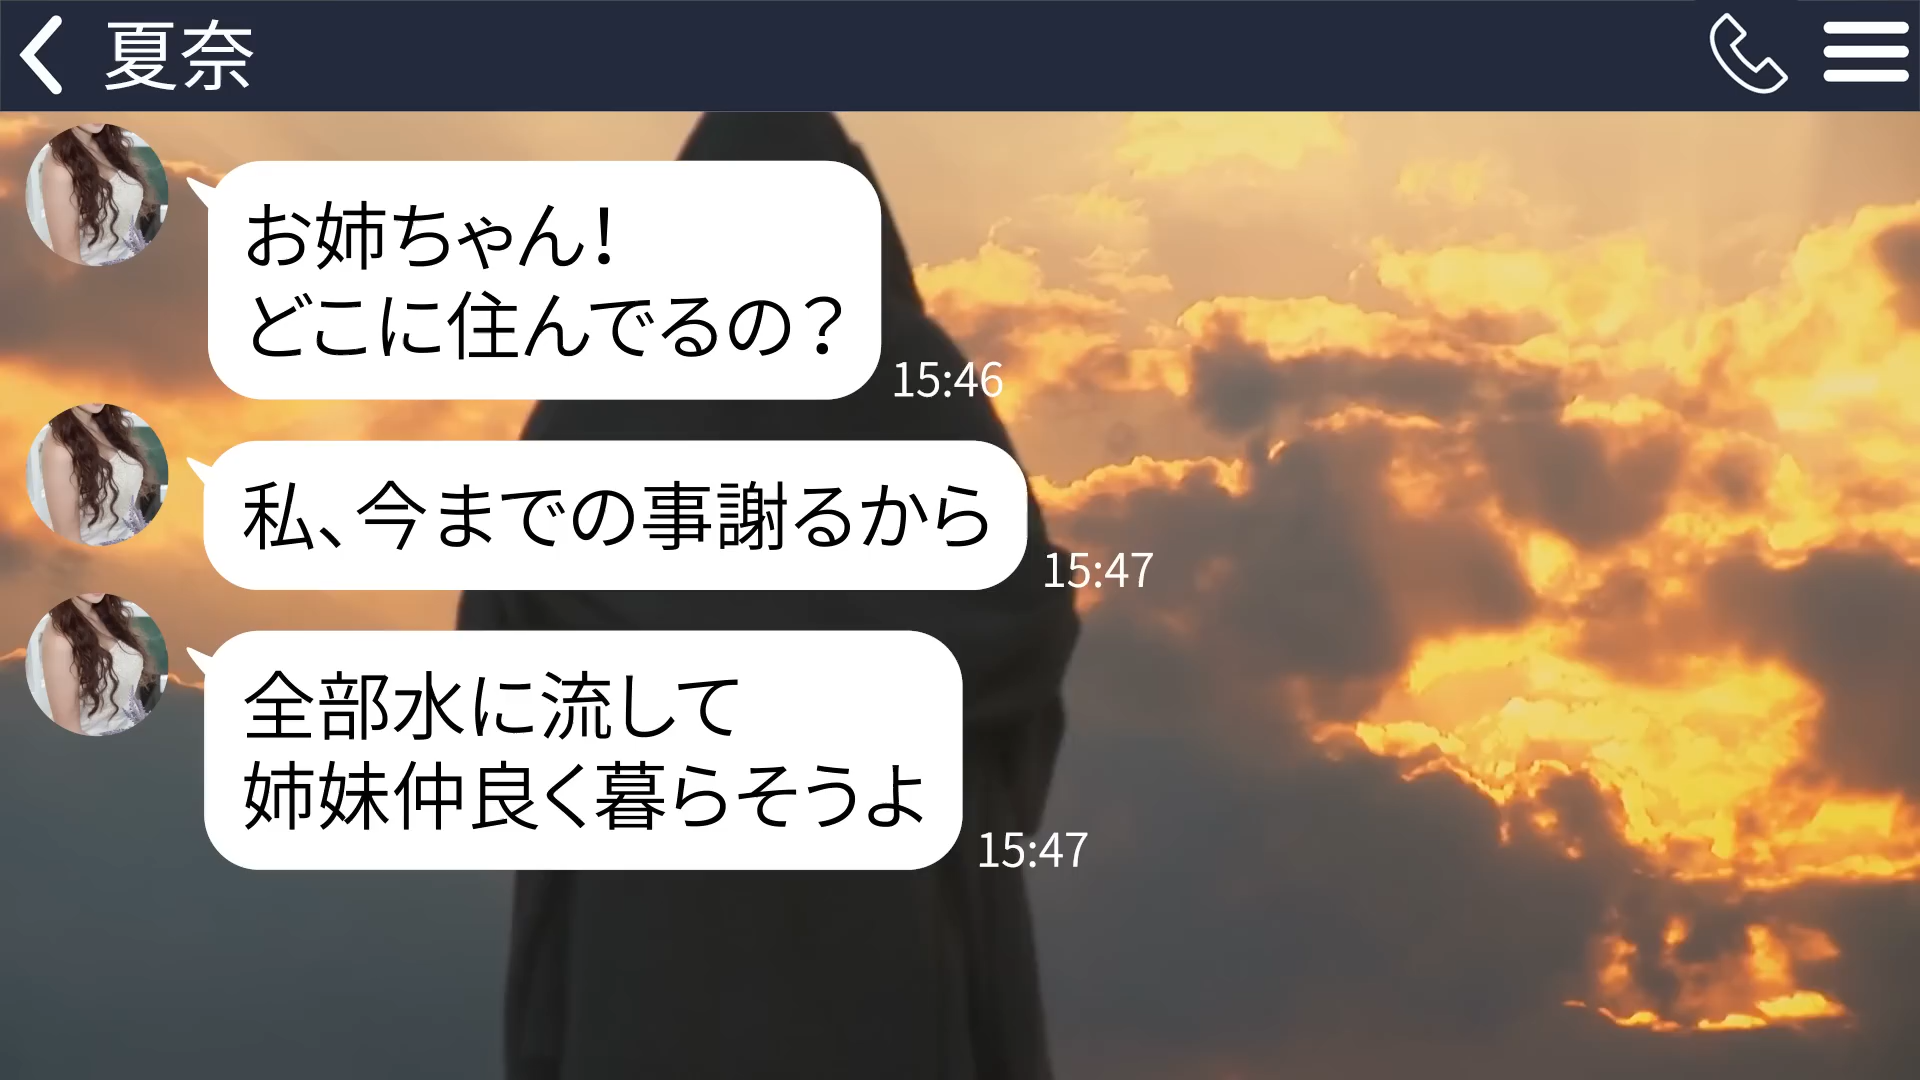 夏奈
お姉ちゃん！
どこに住んでるの？
15:46
私、今までの事謝るから
15:47
全部水に流して
姉妹仲良く暮らそうよ
15:47